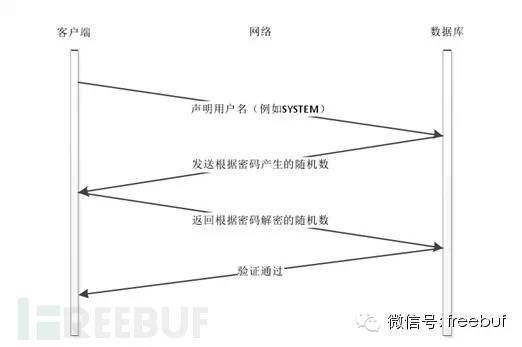 客户端
网络
数据库
声明用户名（例如SYSTEM）
发送根据密码产生的随机数
返回根据密码解密的随机数
验证通过
FREEBUF
微信号: freebuf